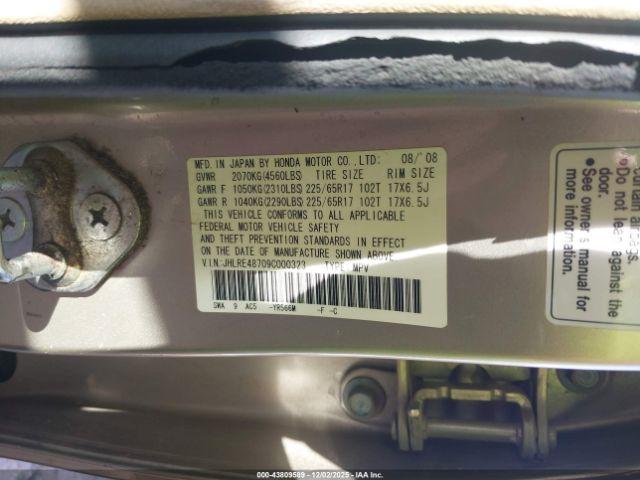 MFD.IN JAPAN BY HONDA MOTOR CO.,LTD: 08/'08
GVWR 2070KG(4560LBS) TIRE SIZE RIM SIZE
GAWR F 1050KG(2310LBS) 225/65R17 102T 17X6.5J
GAWR R 1040KG(2290LBS) 225/65R17 102T 17X6.5J
THIS VEHICLE CONFORMS TO ALL APPLICABLE
FEDERAL MOTOR VEHICLE SAFETY
AND THEFT PREVENTION STANDARDS IN EFFECT
ON THE DATE OF MANUFACTURE SHOWN ABOVE.
V.I.N:JHLRE48709C000323 TYPE MPV
SWA 9 AC5 -YR566M -F -C
airbags.
●Do not lean against the
door.
●See owner's manual for
more information.
00-43809589 - 12/02/2025 - IAAI.COM